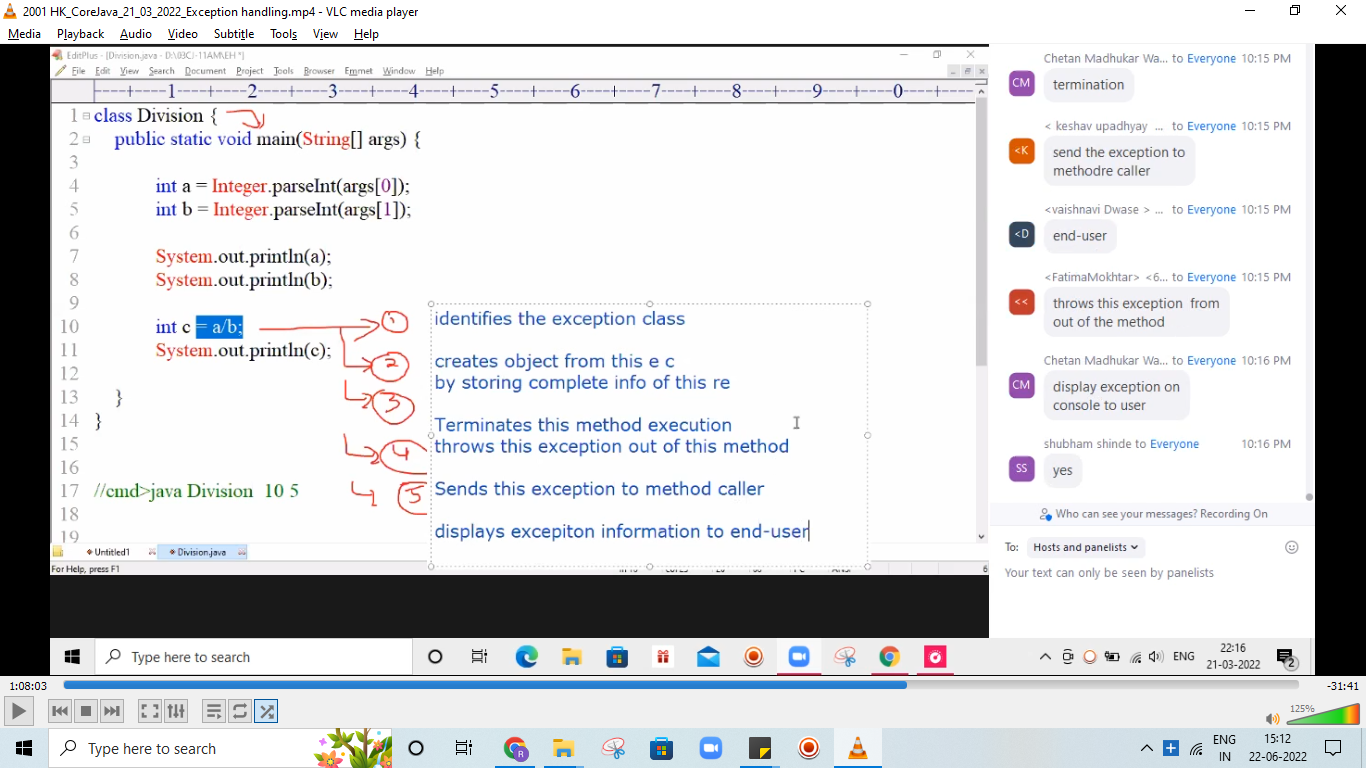 2001 HK_CoreJava_21_03_2022_Exception handling.mp4 - VLC media player
Media Playback Audio Video Subtitle Tools View Help
EditPlus - [Division.java - D:\03CJ-11AM\EH *]
File Edit View Search Document Project Tools Browser Emmet Window Help
----+----1----+----2----+----3----+----4----+----5----+----6----+----7----+----8----+----9----+----0----+--
1 class Division {
2 public static void main(String[] args) {
3
4 int a = Integer.parseInt(args[0]);
5 int b = Integer.parseInt(args[1]);
6
7 System.out.println(a);
8 System.out.println(b);
9
10 int c = a/b;
11 System.out.println(c);
12
13 }
14 }
15
16
17 //cmd>java Division 10 5
18
19
1
2
3
4
5
identifies the exception class
creates object from this e c
by storing complete info of this re
Terminates this method execution
throws this exception out of this method
Sends this exception to method caller
displays excepiton information to end-user
Untitled1 Division.java
For Help, press F1
Chetan Madhukar Wa... to Everyone 10:15 PM
CM
termination
< keshav upadhyay ... to Everyone 10:15 PM
<K
send the exception to
methodre caller
<vaishnavi Dwase > ... to Everyone 10:15 PM
<D
end-user
<FatimaMokhtar> <6... to Everyone 10:15 PM
<<
throws this exception from
out of the method
Chetan Madhukar Wa... to Everyone 10:16 PM
CM
display exception on
console to user
shubham shinde to Everyone 10:16 PM
SS
yes
Who can see your messages? Recording On
To: Hosts and panelists
Your text can only be seen by panelists
Type here to search
ENG
22:16
21-03-2022
2
1:08:03
-31:41
125%
Type here to search
R
ENG
IN
15:12
22-06-2022